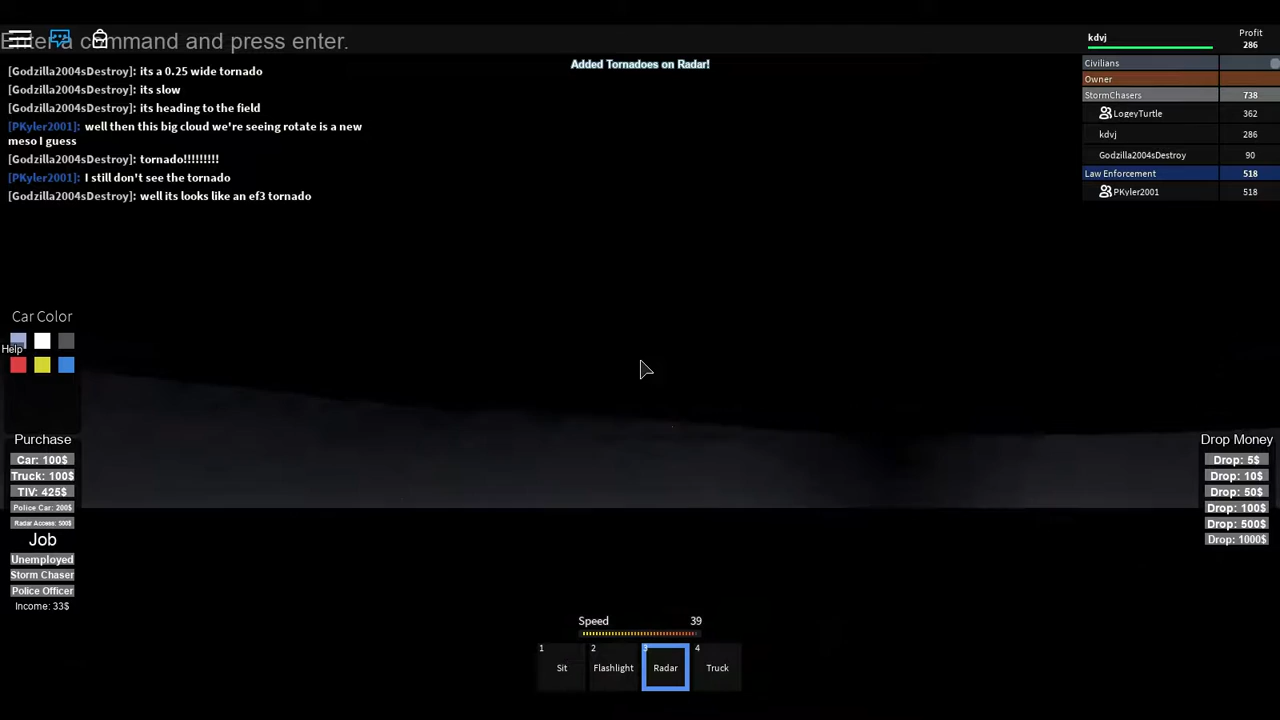 Enter a command and press enter.
kdvj
Profit
286
Added Tornadoes on Radar!
[Godzilla2004sDestroy]: its a 0.25 wide tornado
[Godzilla2004sDestroy]: its slow
[Godzilla2004sDestroy]: its heading to the field
[PKyler2001]: well then this big cloud we're seeing rotate is a new
meso I guess
[Godzilla2004sDestroy]: tornado!!!!!!!!!
[PKyler2001]: I still don't see the tornado
[Godzilla2004sDestroy]: well its looks like an ef3 tornado
Civilians
Owner
StormChasers 738
LogeyTurtle 362
kdvj 286
Godzilla2004sDestroy 90
Law Enforcement 518
PKyler2001 518
Car Color
Help
Purchase
Car: 100$
Truck: 100$
TIV: 425$
Police Car: 200$
Radar Access: 500$
Job
Unemployed
Storm Chaser
Police Officer
Income: 33$
Drop Money
Drop: 5$
Drop: 10$
Drop: 50$
Drop: 100$
Drop: 500$
Drop: 1000$
Speed 39
1 Sit
2 Flashlight
3 Radar
4 Truck